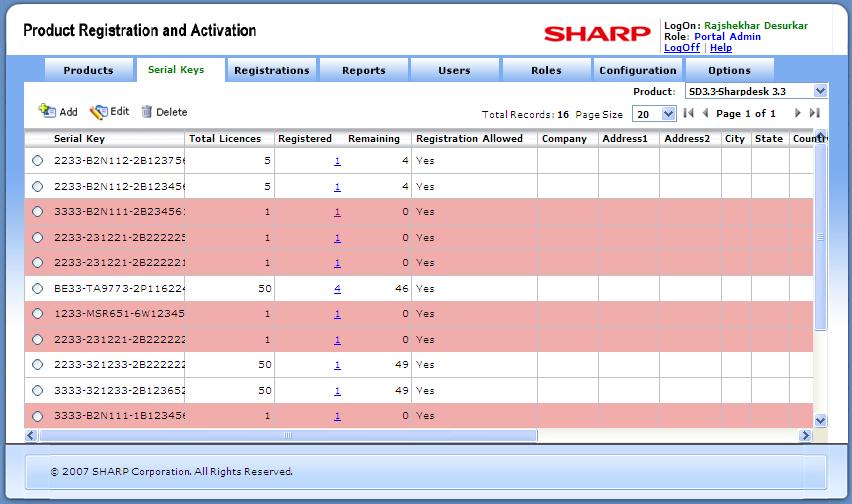 Product Registration and Activation
SHARP
LogOn: Rajshekhar Desurkar
Role: Portal Admin
LogOff | Help
Products Serial Keys Registrations Reports Users Roles Configuration Options
Product: SD3.3-Sharpdesk 3.3
Add Edit Delete Total Records: 16 Page Size 20 Page 1 of 1
Serial Key Total Licences Registered Remaining Registration Allowed Company Address1 Address2 City State Country
2233-B2N112-2B12375 5 1 4 Yes
2233-B2N112-2B12345 5 1 4 Yes
3333-B2N111-2B234561 1 1 0 Yes
2233-231221-2B222225 1 1 0 Yes
2233-231221-2B222221 1 1 0 Yes
BE33-TA9773-2P116224 50 4 46 Yes
1233-MSR651-6W12345 1 1 0 Yes
2233-231221-2B222222 1 1 0 Yes
2233-321233-2B222222 50 1 49 Yes
3333-321233-2B123652 50 1 49 Yes
3333-B2N111-1B123456 1 1 0 Yes
© 2007 SHARP Corporation. All Rights Reserved.